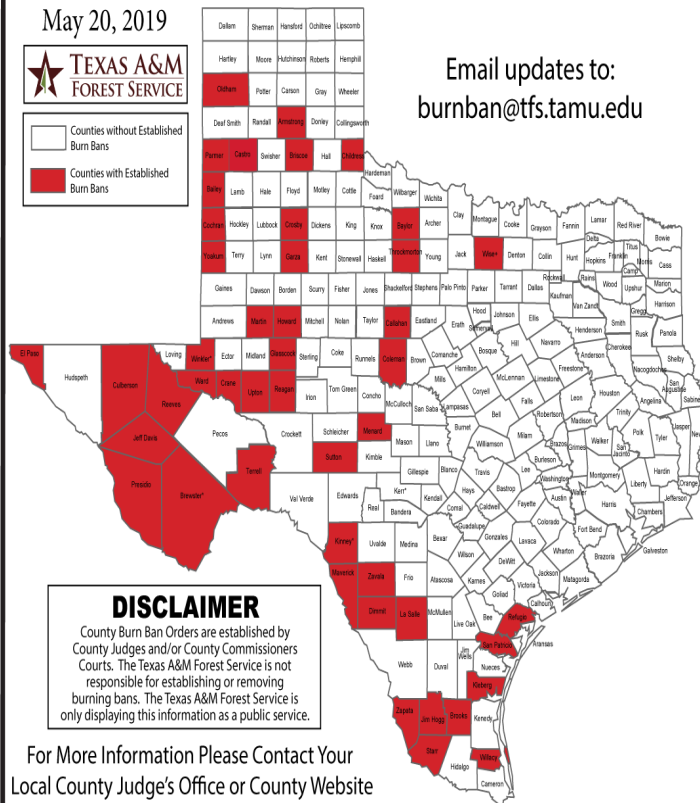 May 20, 2019
TEXAS A&M
FOREST SERVICE
Counties without Established
Burn Bans
Counties with Established
Burn Bans
Email updates to:
burnban@tfs.tamu.edu
Dallam Sherman Hansford Ochiltree Lipscomb
Hartley Moore Hutchinson Roberts Hemphill
Oldham Potter Carson Gray Wheeler
Deaf Smith Randall Armstrong Donley Collingsworth
Parmer Castro Swisher Briscoe Hall Childress
Hardeman
Bailey Lamb Hale Floyd Motley Cottle Foard Wilbarger Wichita
Cochran Hockley Lubbock Crosby Dickens King Knox Baylor Archer Clay Montague Cooke Grayson Fannin Lamar Red River Bowie
Delta Titus
Yoakum Terry Lynn Garza Kent Stonewall Haskell Throckmorton Young Jack Wise* Denton Collin Hunt Hopkins Franklin Morris Cass
Camp
Rockwall Rains
Gaines Dawson Borden Scurry Fisher Jones Shackelford Stephens Palo Pinto Parker Tarrant Dallas Kaufman Wood Upshur Marion
Van Zandt Gregg Harrison
Andrews Martin Howard Mitchell Nolan Taylor Callahan Eastland Erath Hood Somervell Johnson Ellis Henderson Smith Rusk Panola
El Paso Hudspeth Culberson Reeves Loving Winkler* Ector Midland Glasscock Sterling Coke Runnels Coleman Brown Comanche Hamilton Bosque Hill Navarro Freestone Anderson Cherokee Nacogdoches Shelby
San Augustine Sabine
Ward Crane Upton Reagan Irion Tom Green Concho McCulloch San Saba Mills Lampasas Coryell McLennan Limestone Leon Houston Angelina
Falls Robertson Madison Trinity
Jeff Davis Pecos Crockett Schleicher Menard Mason Llano Burnet Bell Williamson Milam Brazos Grimes Walker San Jacinto Polk Tyler Jasper New
Presidio Brewster* Terrell Sutton Kimble Gillespie Blanco Travis Lee Burleson Washington Montgomery Liberty Hardin Orange
Val Verde Edwards Kerr* Real Bandera Kendall Hays Comal Caldwell Bastrop Fayette Austin Waller Harris Chambers Jefferson
Guadalupe Gonzales Colorado Fort Bend Galveston
Kinney* Uvalde Medina Bexar Wilson Lavaca Wharton Brazoria
DeWitt
Maverick Zavala Frio Atascosa Karnes Victoria Jackson Matagorda
Goliad Calhoun
Dimmit La Salle McMullen Live Oak Bee Refugio
San Patricio Aransas
Webb Duval Jim Wells Nueces
Kleberg
Zapata Jim Hogg Brooks Kenedy
Starr Hidalgo Willacy
Cameron
DISCLAIMER
County Burn Ban Orders are established by
County Judges and/or County Commissioners
Courts. The Texas A&M Forest Service is not
responsible for establishing or removing
burning bans. The Texas A&M Forest Service is
only displaying this information as a public service.
For More Information Please Contact Your
Local County Judge's Office or County Website